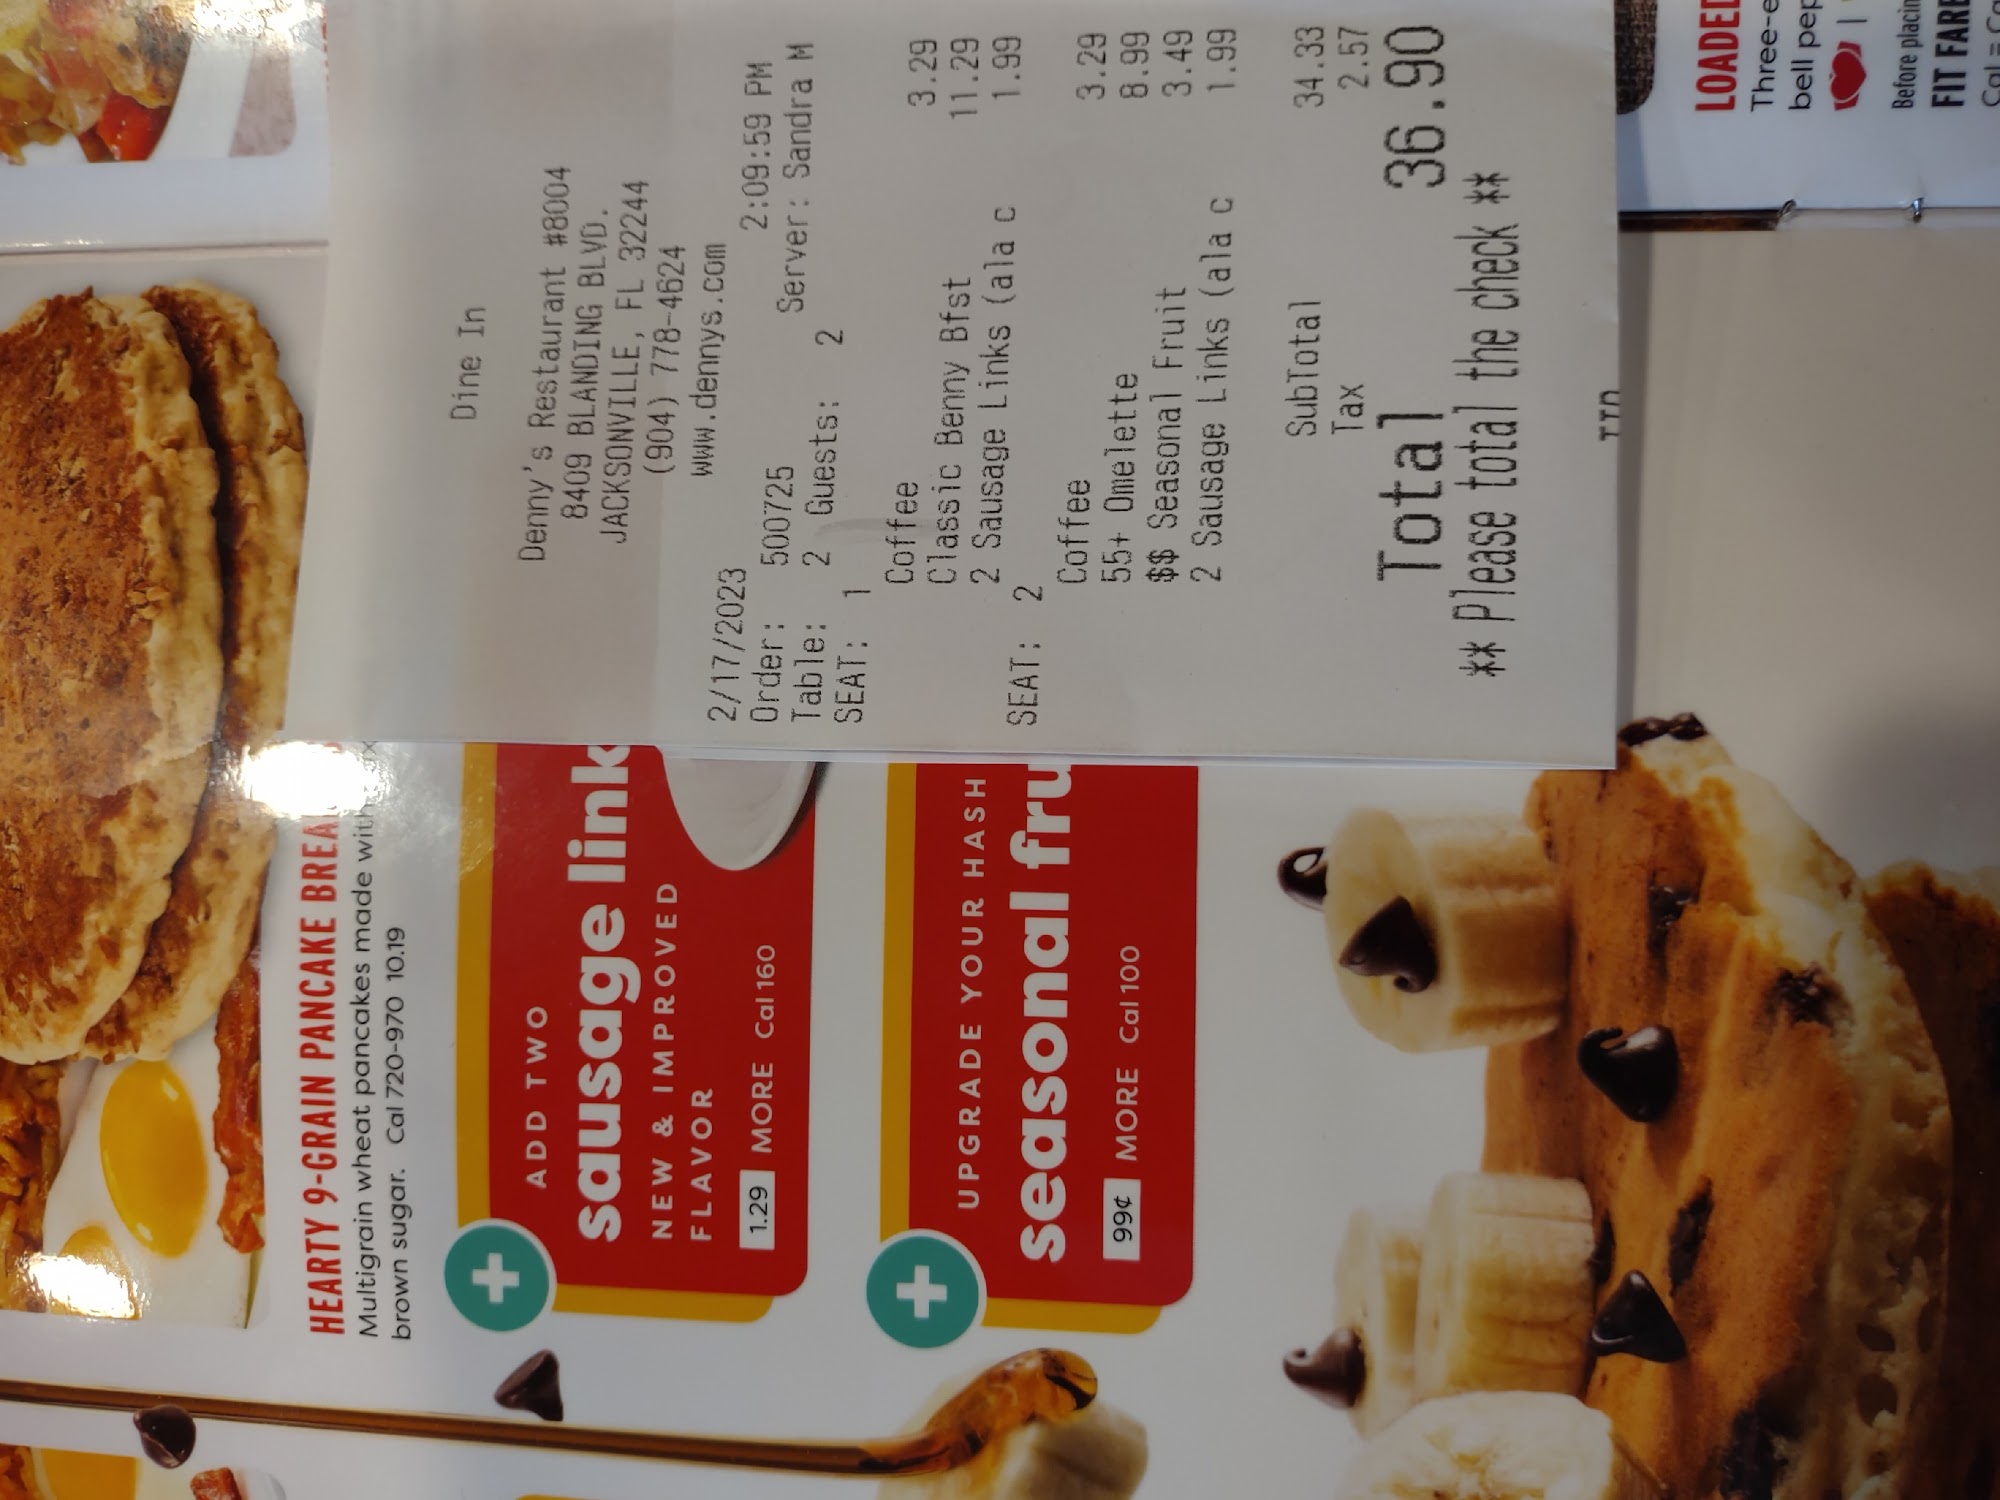 Dine In
Denny's Restaurant #8004
8409 BLANDING BLVD.
JACKSONVILLE, FL 32244
(904) 778-4624
www.dennys.com
2/17/2023 2:09:59 PM
Order: 500725 Server: Sandra M
Table: 2 Guests: 2
SEAT: 1
Coffee 3.29
Classic Benny Bfst 11.29
2 Sausage Links (ala c 1.99
SEAT: 2
Coffee 3.29
55+ Omelette 8.99
$$ Seasonal Fruit 3.49
2 Sausage Links (ala c 1.99
SubTotal 34.33
Tax 2.57
Total 36.90
** Please total the check **
HEARTY 9-GRAIN PANCAKE
Multigrain wheat pancakes made
brown sugar. Cal 720-970 10.19
+
ADD TWO
sausage link
NEW & IMPROVED
FLAVOR
1.29 MORE Cal 160
+
UPGRADE YOUR HASH
seasonal fru
99¢ MORE Cal 100
LOADED
Three-e
bell pep
Before placin
FIT FARE
Cal = Ca